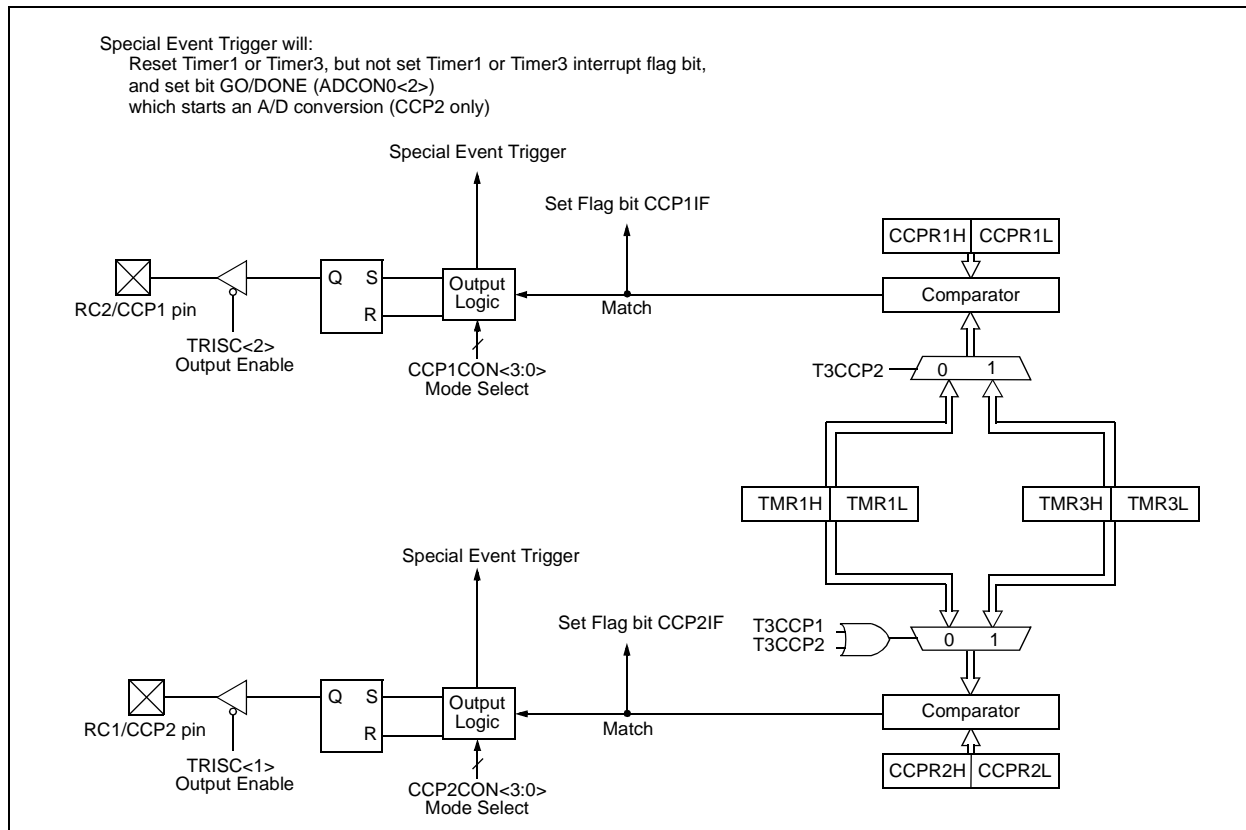 Special Event Trigger will:
Reset Timer1 or Timer3, but not set Timer1 or Timer3 interrupt flag bit,
and set bit GO/DONE (ADCON0<2>)
which starts an A/D conversion (CCP2 only)
Special Event Trigger
Set Flag bit CCP1IF
CCPR1H CCPR1L
Q S
R
Output
Logic
Comparator
RC2/CCP1 pin
Match
TRISC<2>
Output Enable
CCP1CON<3:0>
Mode Select
T3CCP2
0 1
TMR1H TMR1L
TMR3H TMR3L
Special Event Trigger
Set Flag bit CCP2IF
T3CCP1
T3CCP2
0 1
Q S
R
Output
Logic
Comparator
RC1/CCP2 pin
Match
TRISC<1>
Output Enable
CCP2CON<3:0>
Mode Select
CCPR2H CCPR2L